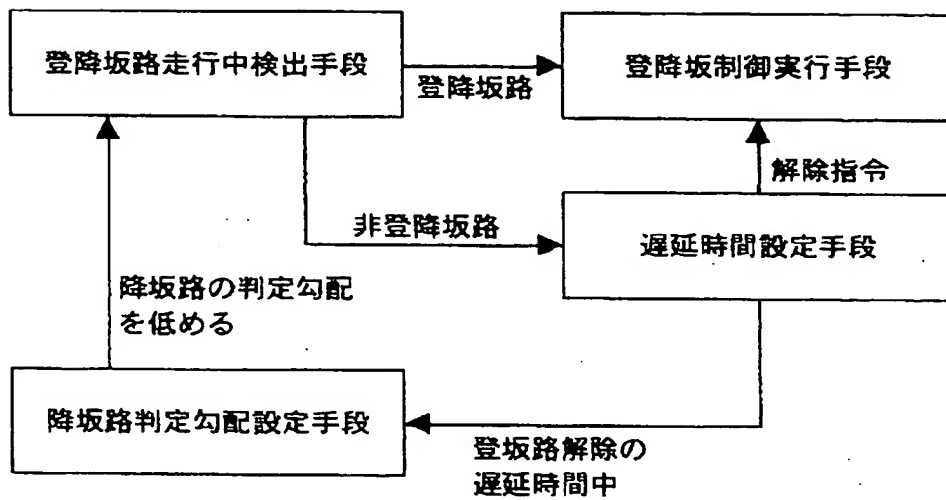 登降坂路走行中検出手段
登降坂路
登降坂制御実行手段
解除指令
非登降坂路
遅延時間設定手段
降坂路の判定勾配
を低める
降坂路判定勾配設定手段
登坂路解除の
遅延時間中